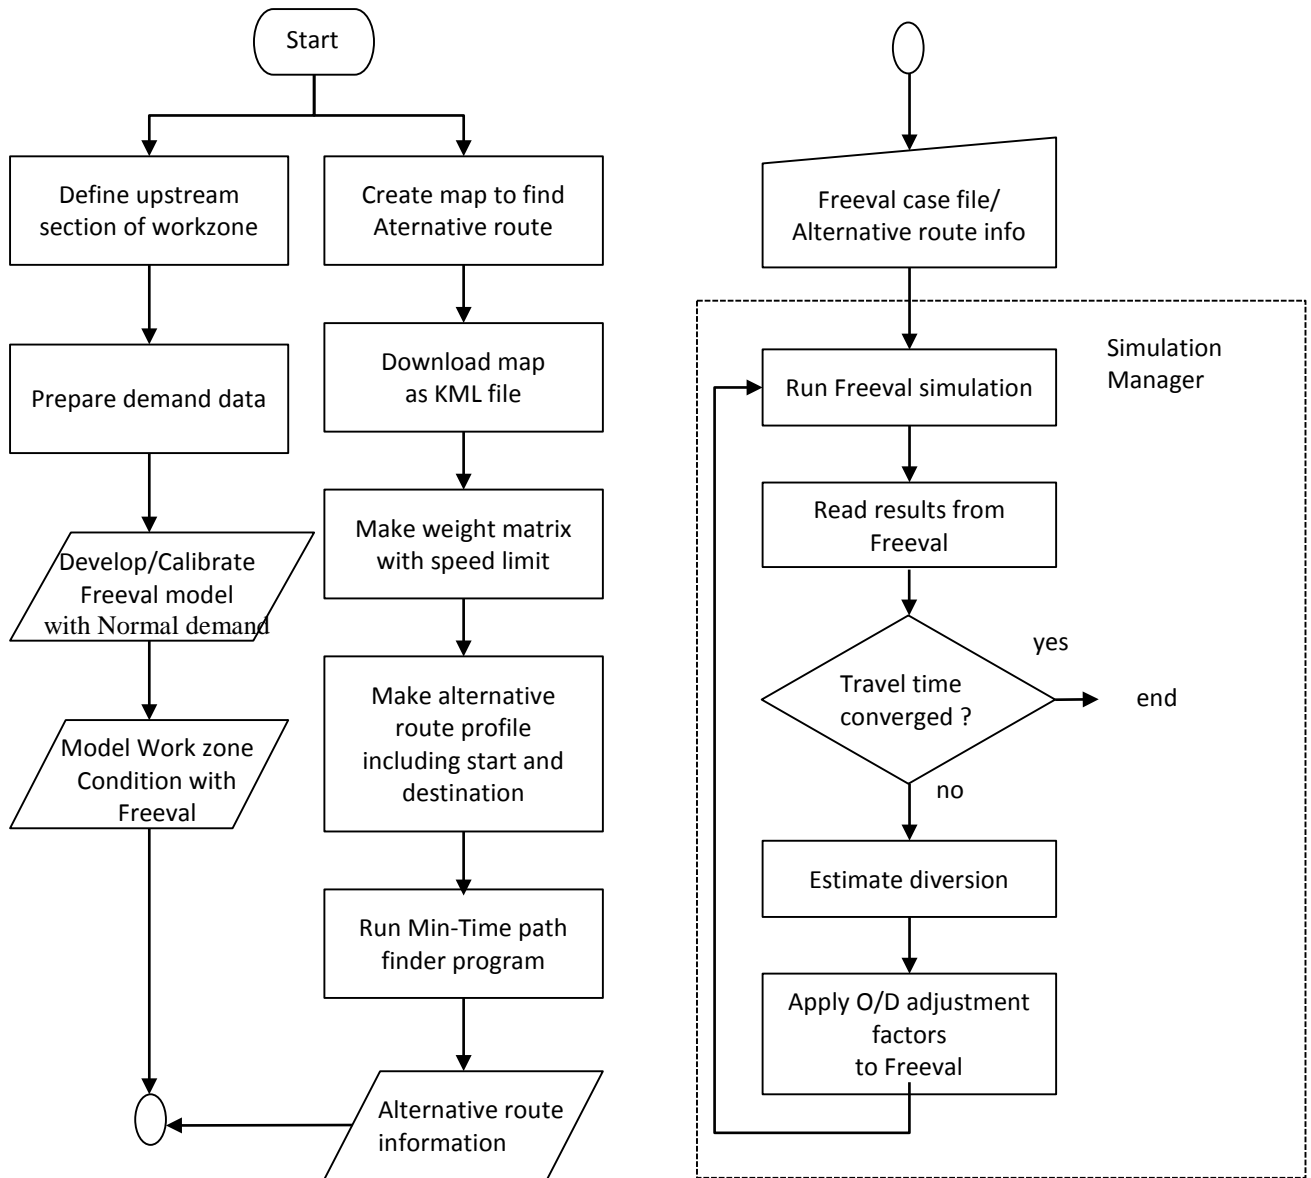 Start
Define upstream
section of workzone
Prepare demand data
Develop/Calibrate
Freeval model
with Normal demand
Model Work zone
Condition with
Freeval
Create map to find
Aternative route
Download map
as KML file
Make weight matrix
with speed limit
Make alternative
route profile
including start and
destination
Run Min-Time path
finder program
Alternative route
information
Freeval case file/
Alternative route info
Simulation
Manager
Run Freeval simulation
Read results from
Freeval
Travel time
converged ?
yes
end
no
Estimate diversion
Apply O/D adjustment
factors
to Freeval